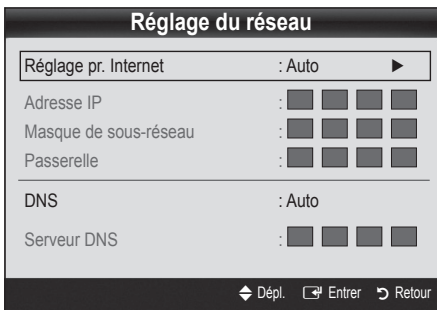 Réglage du réseau
Réglage pr. Internet : Auto ►
Adresse IP :
Masque de sous-réseau :
Passerelle :
DNS : Auto
Serveur DNS :
Dépl. Entrer Retour